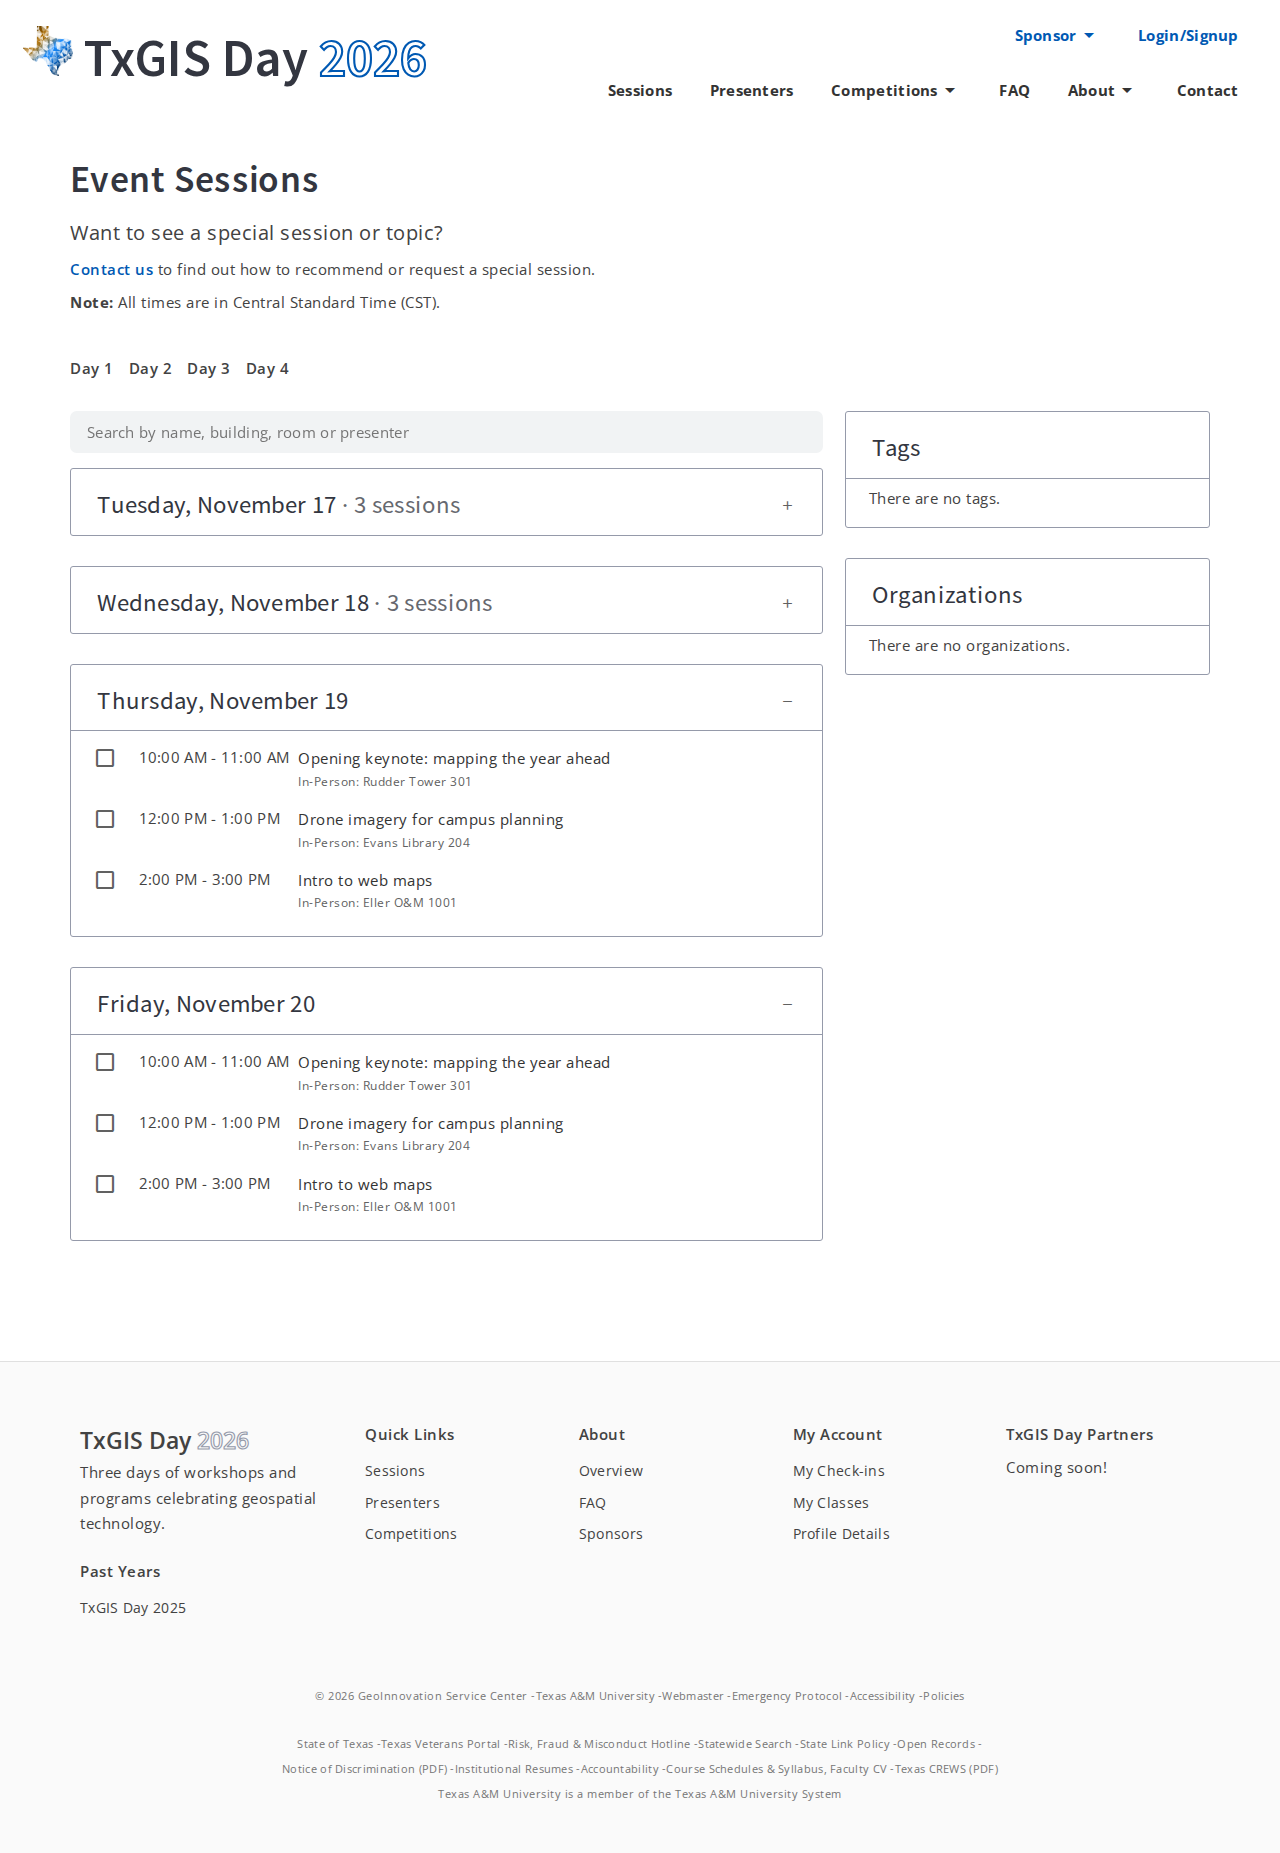 TxGIS Day 2026
Sponsor
Login/Signup
Sessions
Presenters
Competitions
FAQ
About
Contact
Event Sessions
Want to see a special session or topic?
Contact us to find out how to recommend or request a special session.
Note: All times are in Central Standard Time (CST).
Day 1
Day 2
Day 3
Day 4
Search by name, building, room or presenter
Tuesday, November 17 · 3 sessions
+
Wednesday, November 18 · 3 sessions
+
Thursday, November 19
−
10:00 AM - 11:00 AM
Opening keynote: mapping the year ahead
In-Person: Rudder Tower 301
12:00 PM - 1:00 PM
Drone imagery for campus planning
In-Person: Evans Library 204
2:00 PM - 3:00 PM
Intro to web maps
In-Person: Eller O&M 1001
Friday, November 20
−
10:00 AM - 11:00 AM
Opening keynote: mapping the year ahead
In-Person: Rudder Tower 301
12:00 PM - 1:00 PM
Drone imagery for campus planning
In-Person: Evans Library 204
2:00 PM - 3:00 PM
Intro to web maps
In-Person: Eller O&M 1001
Tags
There are no tags.
Organizations
There are no organizations.
TxGIS Day 2026
Three days of workshops and
programs celebrating geospatial
technology.
Past Years
TxGIS Day 2025
Quick Links
Sessions
Presenters
Competitions
About
Overview
FAQ
Sponsors
My Account
My Check-ins
My Classes
Profile Details
TxGIS Day Partners
Coming soon!
© 2026 GeoInnovation Service Center -Texas A&M University -Webmaster -Emergency Protocol -Accessibility -Policies
State of Texas -Texas Veterans Portal -Risk, Fraud & Misconduct Hotline -Statewide Search -State Link Policy -Open Records -
Notice of Discrimination (PDF) -Institutional Resumes -Accountability -Course Schedules & Syllabus, Faculty CV -Texas CREWS (PDF)
Texas A&M University is a member of the Texas A&M University System